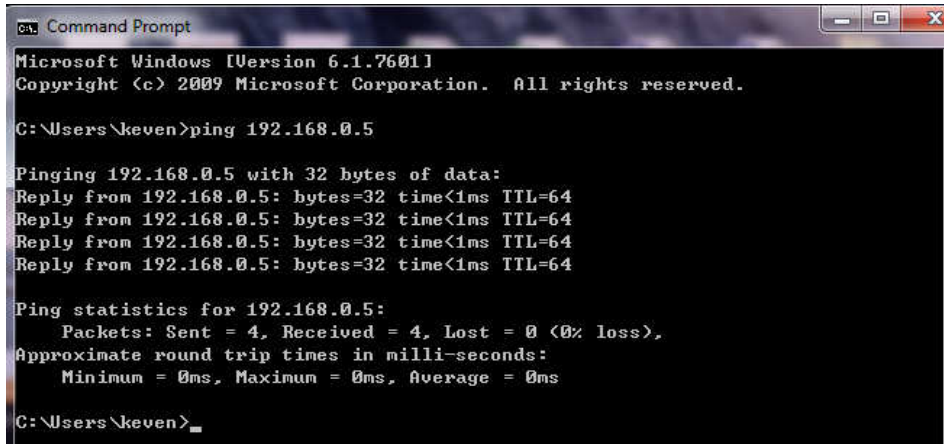 Command Prompt
Microsoft Windows [Version 6.1.7601]
Copyright (c) 2009 Microsoft Corporation.  All rights reserved.
C:\Users\keven>ping 192.168.0.5
Pinging 192.168.0.5 with 32 bytes of data:
Reply from 192.168.0.5: bytes=32 time<1ms TTL=64
Reply from 192.168.0.5: bytes=32 time<1ms TTL=64
Reply from 192.168.0.5: bytes=32 time<1ms TTL=64
Reply from 192.168.0.5: bytes=32 time<1ms TTL=64
Ping statistics for 192.168.0.5:
    Packets: Sent = 4, Received = 4, Lost = 0 (0% loss),
Approximate round trip times in milli-seconds:
    Minimum = 0ms, Maximum = 0ms, Average = 0ms
C:\Users\keven>_